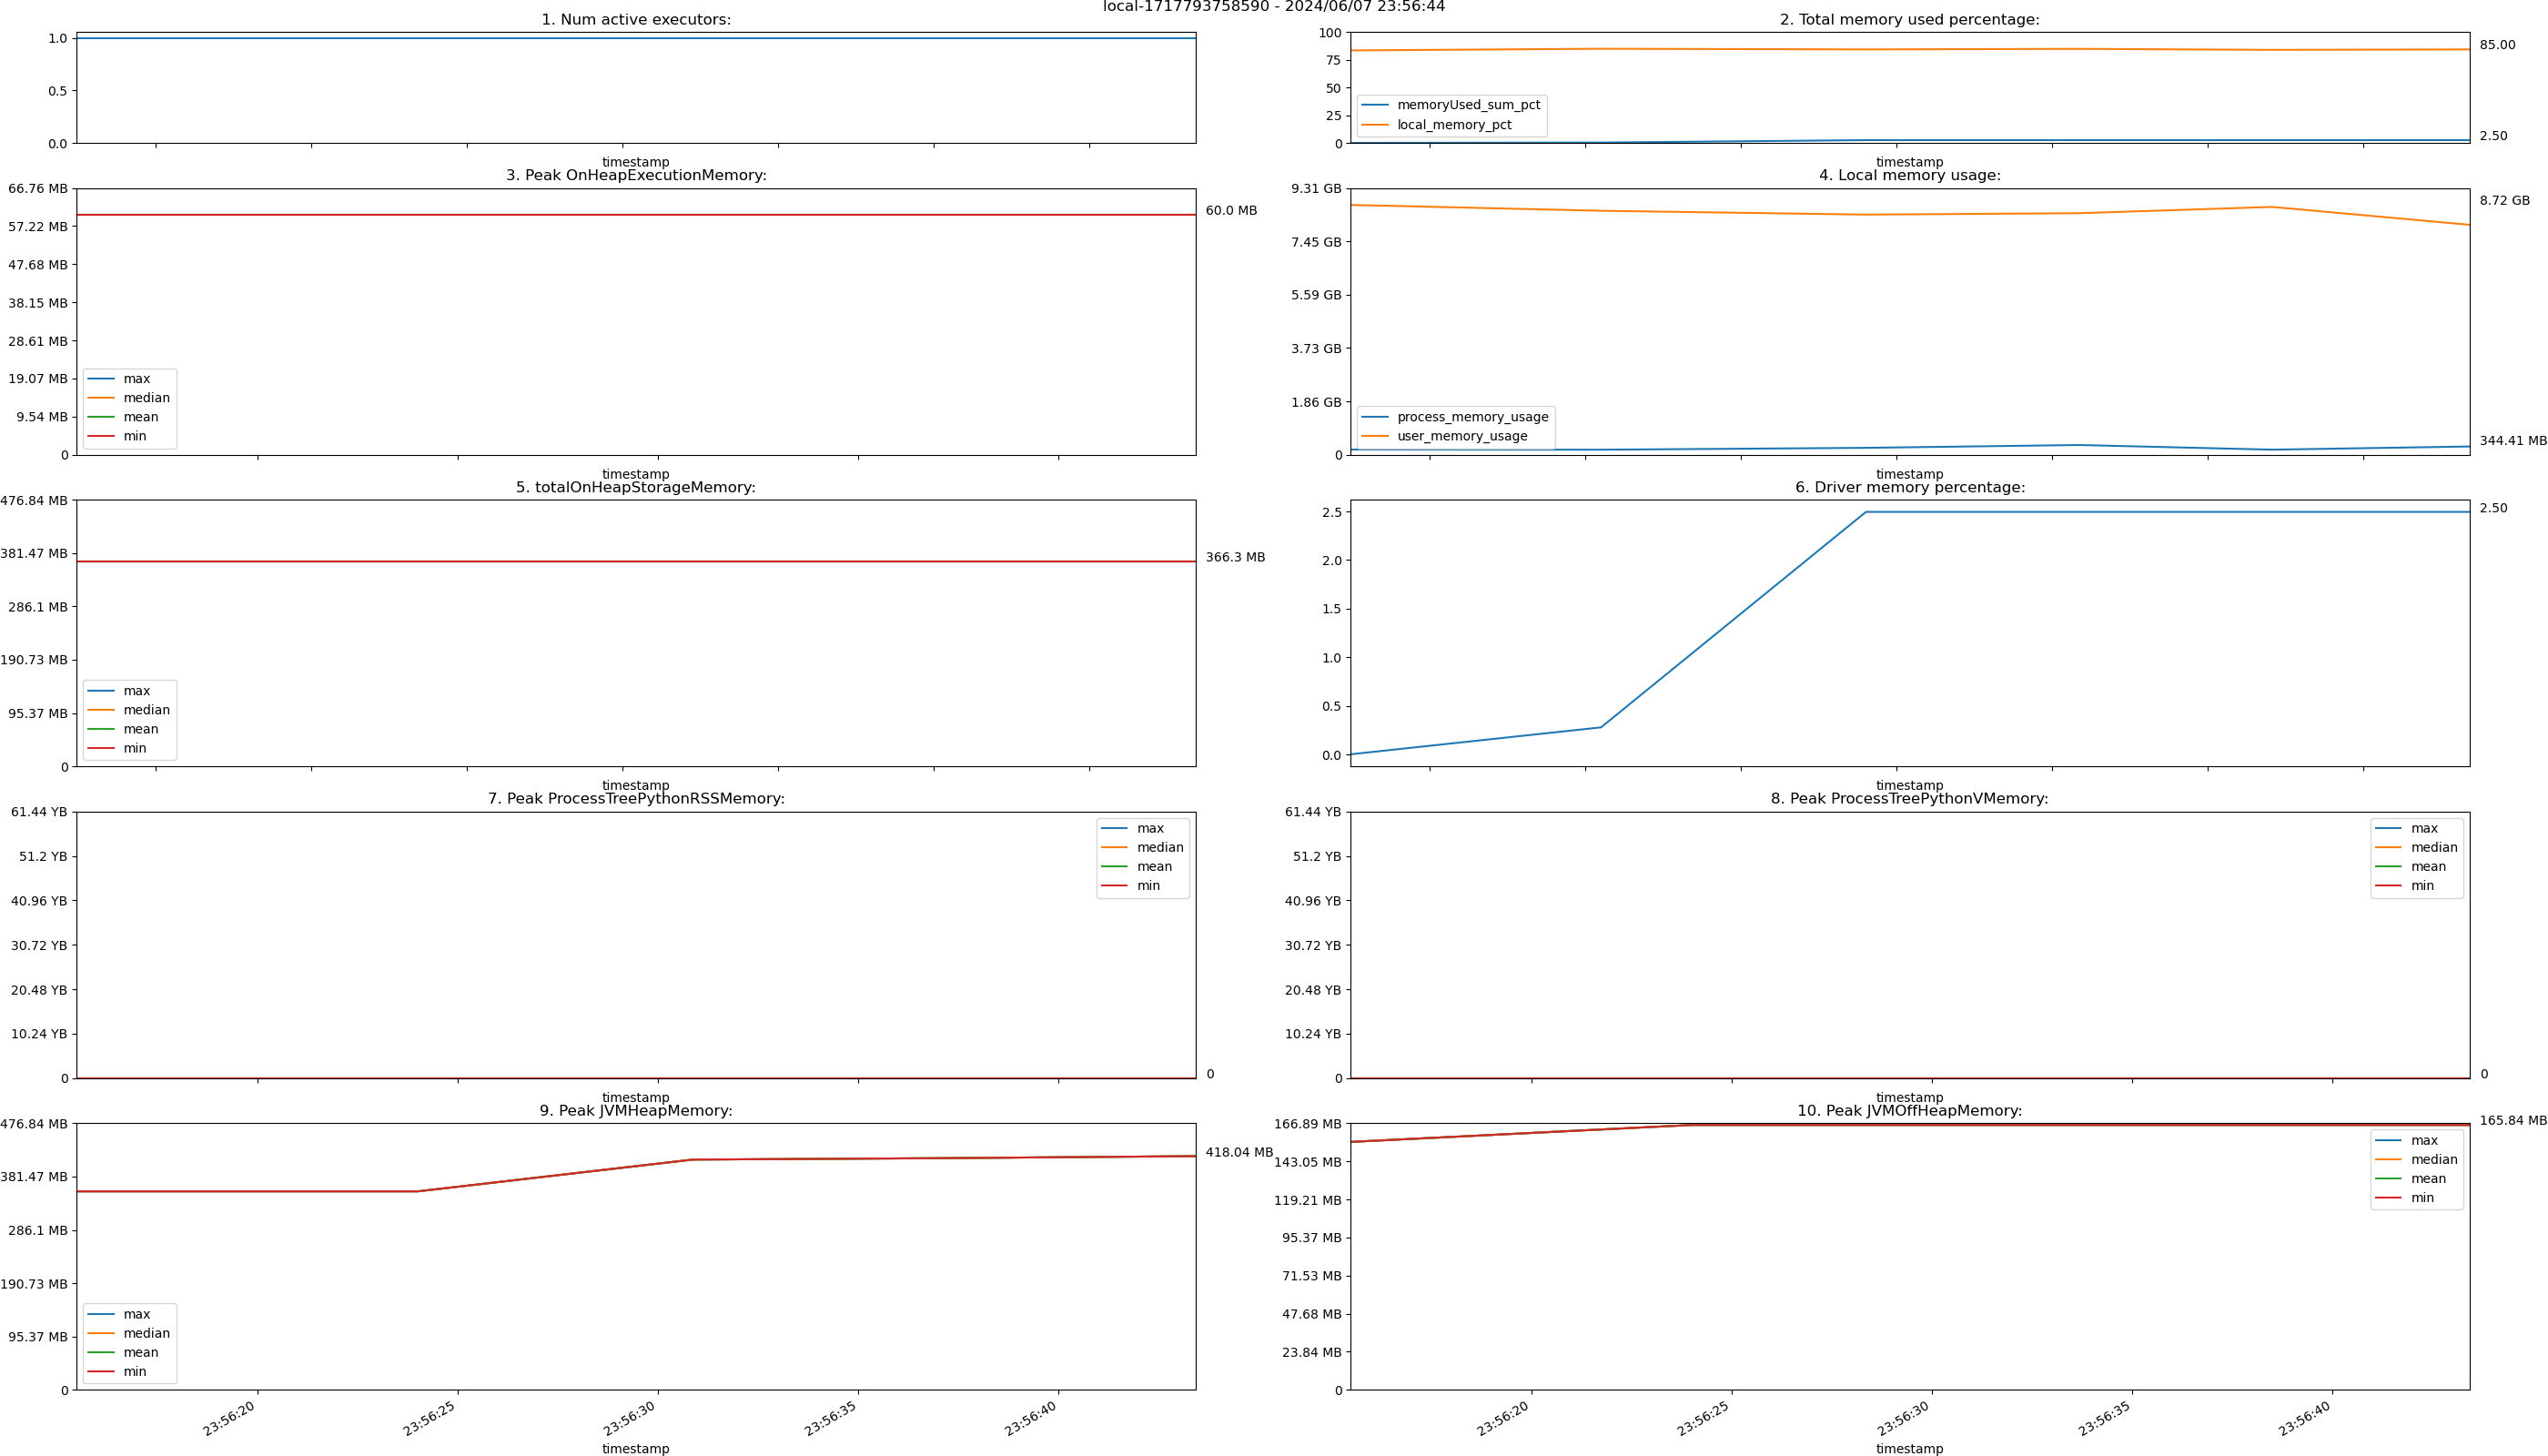 local-1717793758590 - 2024/06/07 23:56:44
1. Num active executors:
1.0
0.5
0.0
timestamp
2. Total memory used percentage:
100
75
50
25
0
memoryUsed_sum_pct
local_memory_pct
85.00
2.50
timestamp
3. Peak OnHeapExecutionMemory:
66.76 MB
57.22 MB
47.68 MB
38.15 MB
28.61 MB
19.07 MB
9.54 MB
0
max
median
mean
min
60.0 MB
timestamp
4. Local memory usage:
9.31 GB
7.45 GB
5.59 GB
3.73 GB
1.86 GB
0
process_memory_usage
user_memory_usage
8.72 GB
344.41 MB
timestamp
5. totalOnHeapStorageMemory:
476.84 MB
381.47 MB
286.1 MB
190.73 MB
95.37 MB
0
max
median
mean
min
366.3 MB
timestamp
6. Driver memory percentage:
2.5
2.0
1.5
1.0
0.5
0.0
2.50
timestamp
7. Peak ProcessTreePythonRSSMemory:
61.44 YB
51.2 YB
40.96 YB
30.72 YB
20.48 YB
10.24 YB
0
max
median
mean
min
0
timestamp
8. Peak ProcessTreePythonVMemory:
61.44 YB
51.2 YB
40.96 YB
30.72 YB
20.48 YB
10.24 YB
0
max
median
mean
min
0
timestamp
9. Peak JVMHeapMemory:
476.84 MB
381.47 MB
286.1 MB
190.73 MB
95.37 MB
0
max
median
mean
min
418.04 MB
23:56:20
23:56:25
23:56:30
23:56:35
23:56:40
timestamp
10. Peak JVMOffHeapMemory:
166.89 MB
143.05 MB
119.21 MB
95.37 MB
71.53 MB
47.68 MB
23.84 MB
0
max
median
mean
min
165.84 MB
23:56:20
23:56:25
23:56:30
23:56:35
23:56:40
timestamp